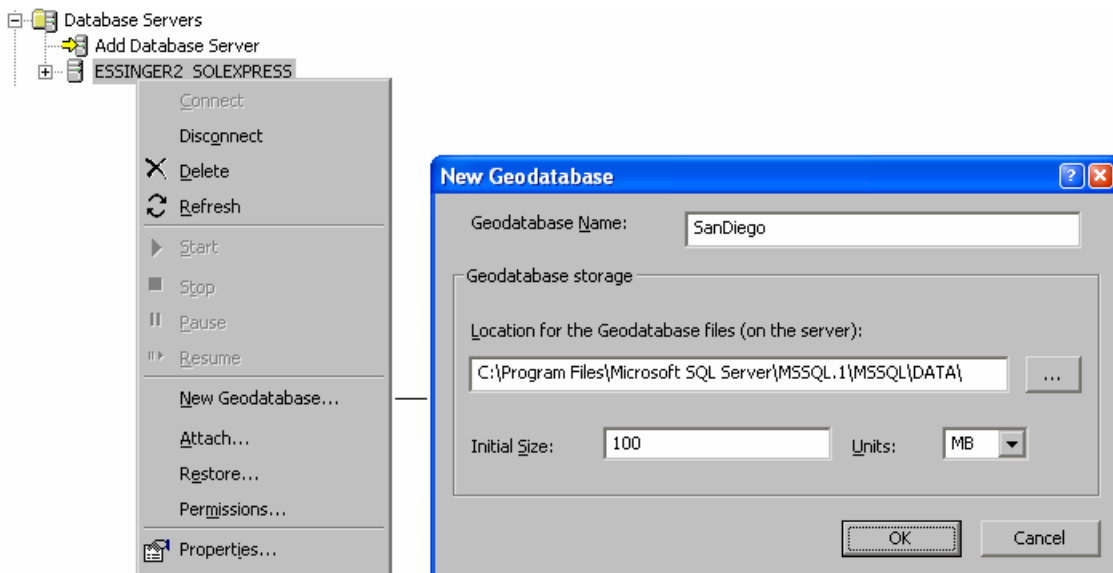 Database Servers
Add Database Server
ESSINGER2_SQLEXPRESS
Connect
Disconnect
Delete
Refresh
Start
Stop
Pause
Resume
New Geodatabase...
Attach...
Restore...
Permissions...
Properties...
New Geodatabase
Geodatabase Name:
SanDiego
Geodatabase storage
Location for the Geodatabase files (on the server):
C:\Program Files\Microsoft SQL Server\MSSQL.1\MSSQL\DATA\
...
Initial Size:
100
Units:
MB
OK
Cancel